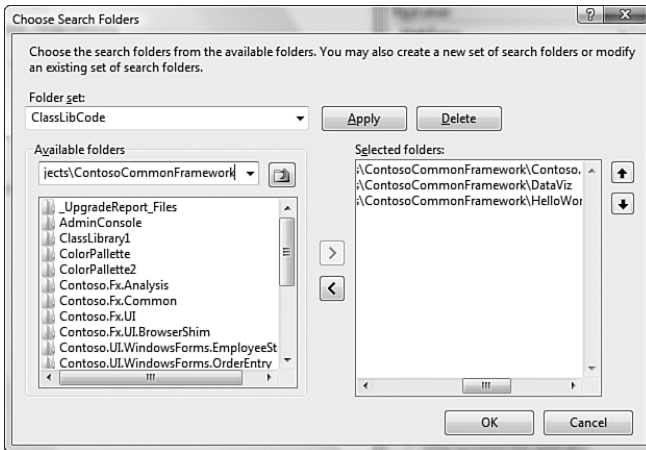 Choose Search Folders
Choose the search folders from the available folders. You may also create a new set of search folders or modify
an existing set of search folders.
Folder set:
ClassLibCode
Apply
Delete
Available folders
jects\ContosoCommonFramework
_UpgradeReport_Files
AdminConsole
ClassLibrary1
ColorPallette
ColorPallette2
Contoso.Fx.Analysis
Contoso.Fx.Common
Contoso.Fx.UI
Contoso.Fx.UI.BrowserShim
Contoso.UI.WindowsForms.EmployeeSt
Contoso.UI.WindowsForms.OrderEntry
>
<
Selected folders:
\ContosoCommonFramework\Contoso.
\ContosoCommonFramework\DataViz
\ContosoCommonFramework\HelloWor
OK
Cancel